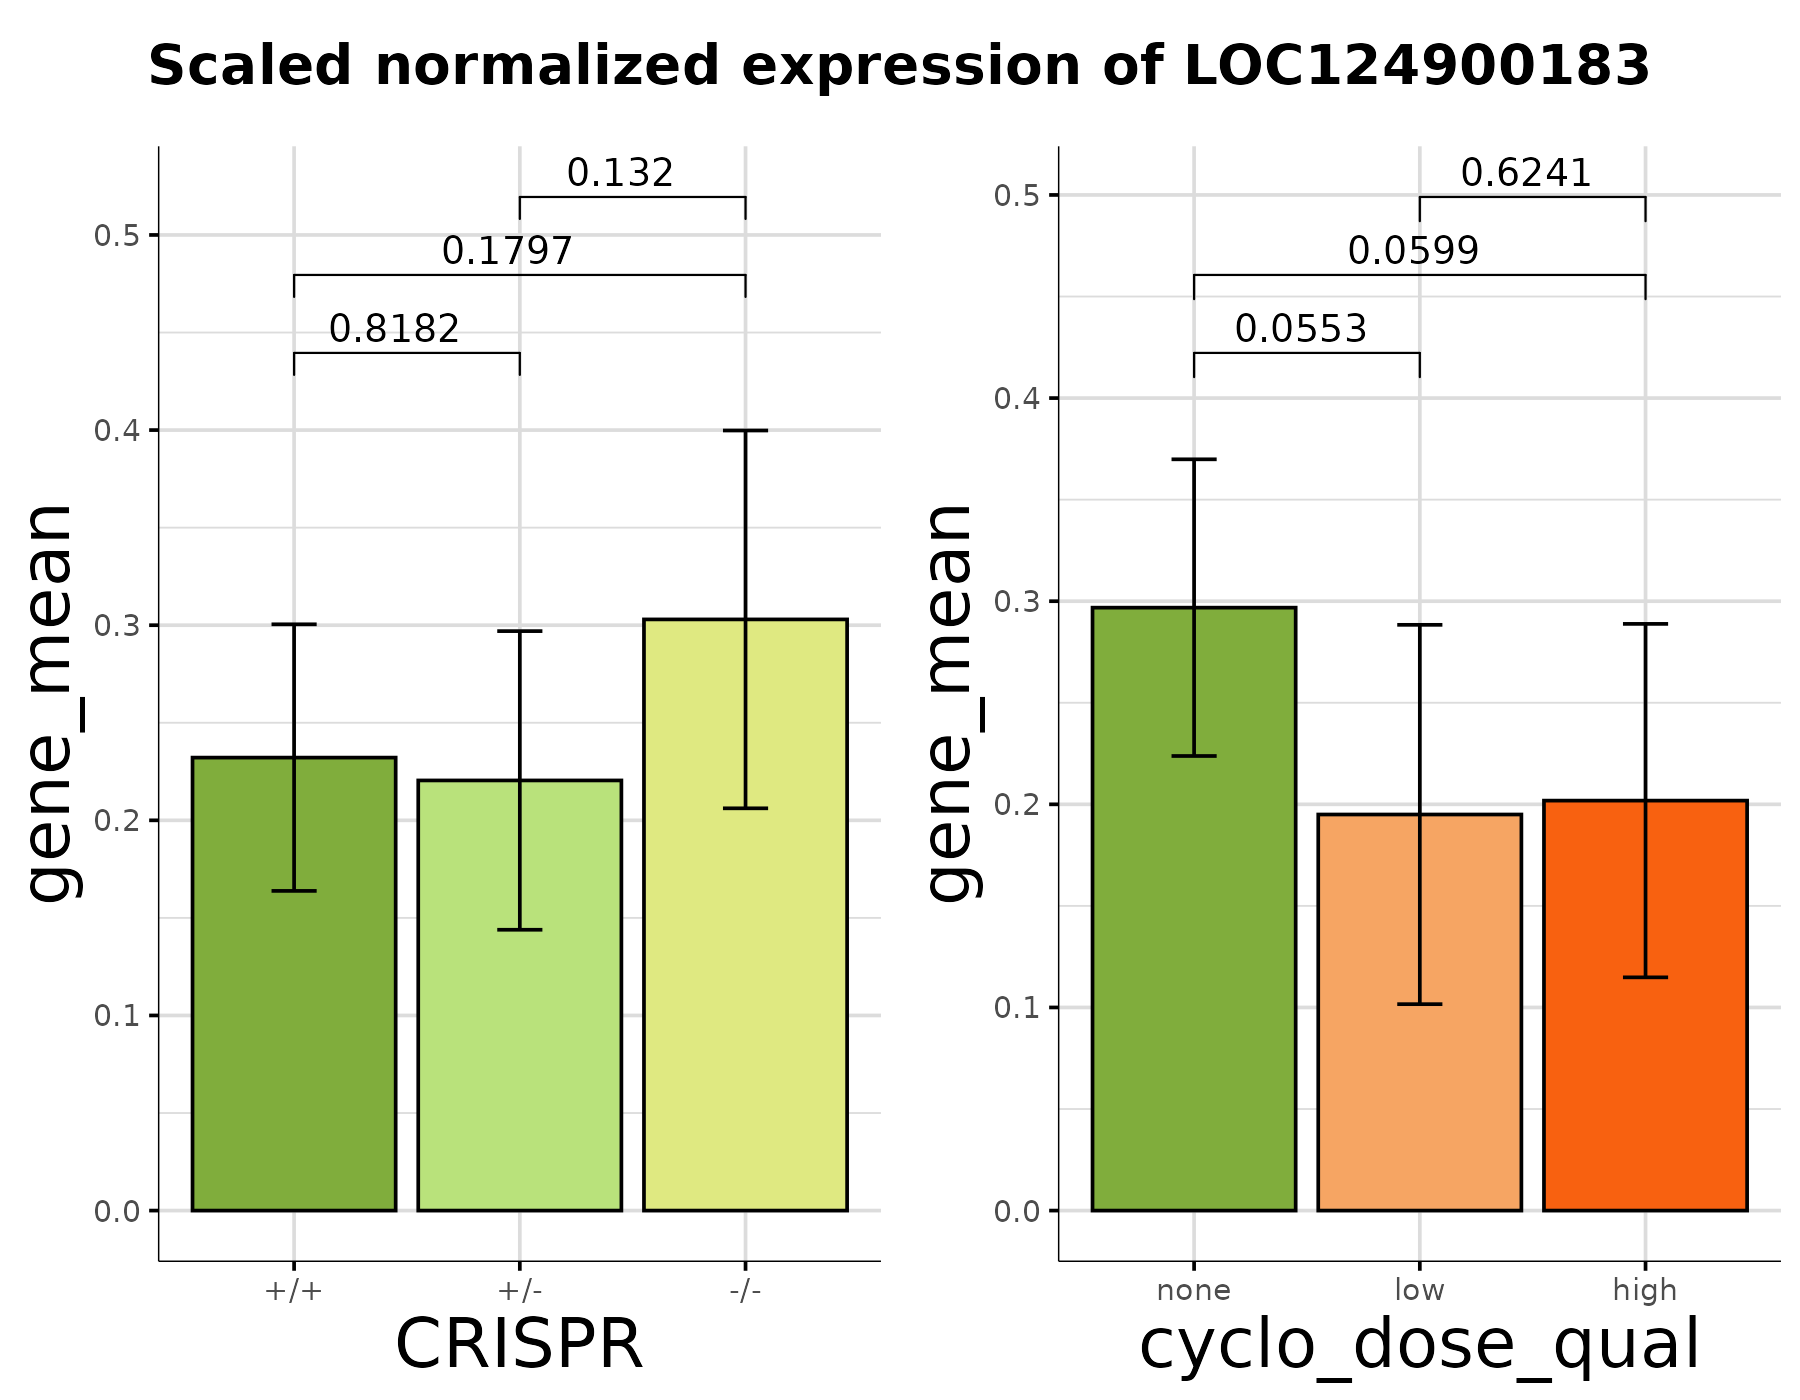 Scaled normalized expression of LOC124900183
0.132
0.1797
0.8182
0.5
0.4
0.3
0.2
0.1
0.0
gene_mean
+/+ +/- -/-
CRISPR
0.6241
0.0599
0.0553
0.5
0.4
0.3
0.2
0.1
0.0
gene_mean
none low high
cyclo_dose_qual